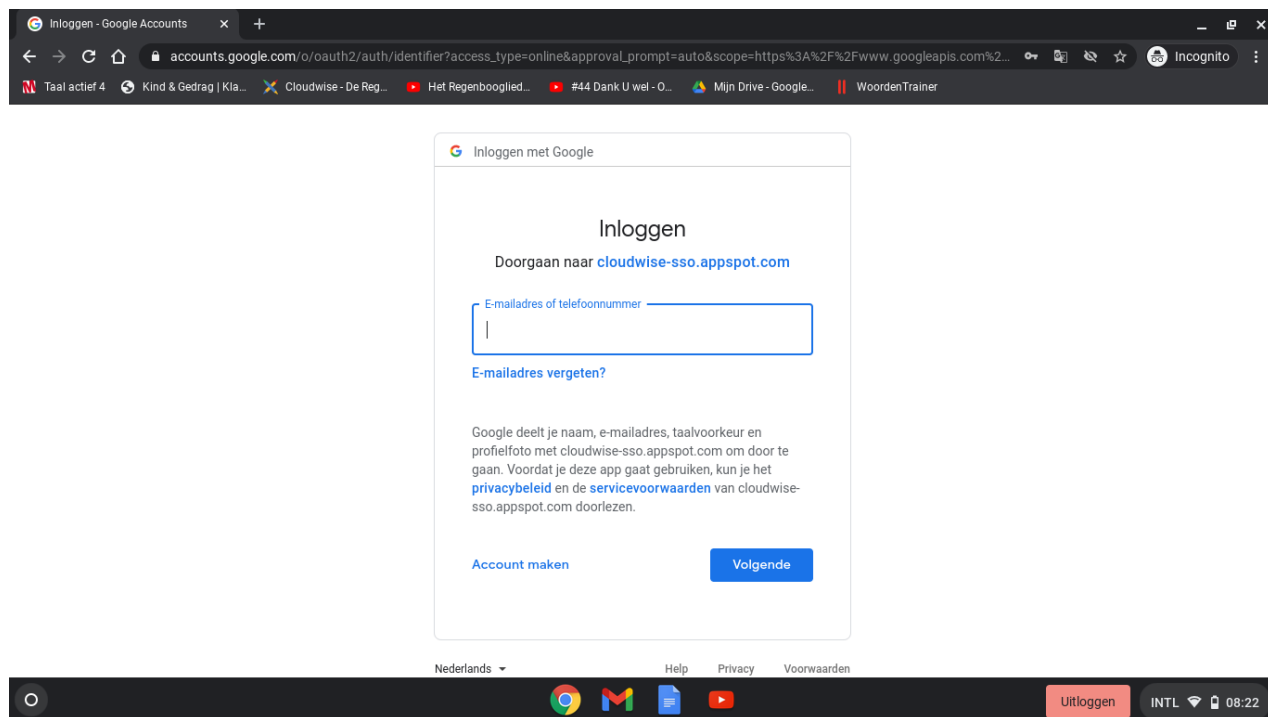 Inloggen - Google Accounts
accounts.google.com/o/oauth2/auth/identifier?access_type=online&approval_prompt=auto&scope=https%3A%2F%2Fwww.googleapis.com%2... Incognito
Taal actief 4 Kind & Gedrag | Kla... Cloudwise - De Reg... Het Regenbooglied... #44 Dank U wel - O... Mijn Drive - Google... WoordenTrainer
Inloggen met Google
Inloggen
Doorgaan naar cloudwise-sso.appspot.com
E-mailadres of telefoonnummer
E-mailadres vergeten?
Google deelt je naam, e-mailadres, taalvoorkeur en
profielfoto met cloudwise-sso.appspot.com om door te
gaan. Voordat je deze app gaat gebruiken, kun je het
privacybeleid en de servicevoorwaarden van cloudwise-
sso.appspot.com doorlezen.
Account maken Volgende
Nederlands Help Privacy Voorwaarden
Uitloggen INTL 08:22